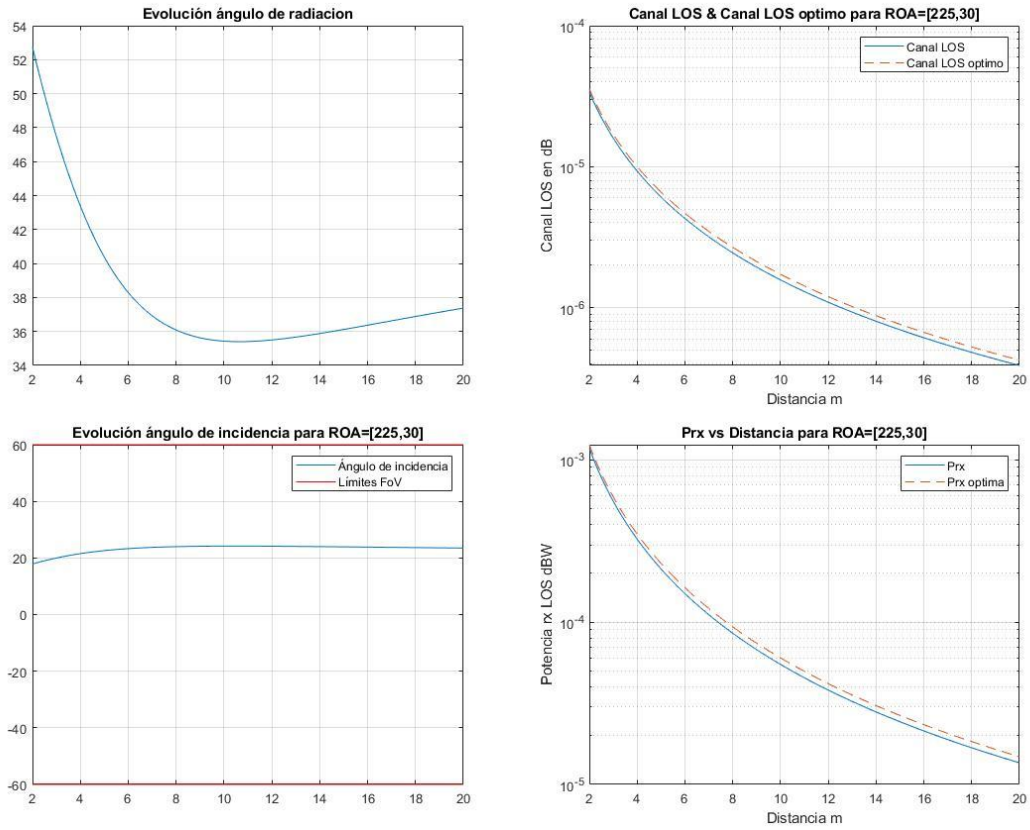 Evolución ángulo de radiacion
54
52
50
48
46
44
42
40
38
36
34
2 4 6 8 10 12 14 16 18 20
Canal LOS & Canal LOS optimo para ROA=[225,30]
Canal LOS
Canal LOS optimo
Canal LOS en dB
10-4
10-5
10-6
2 4 6 8 10 12 14 16 18 20
Distancia m
Evolución ángulo de incidencia para ROA=[225,30]
Ángulo de incidencia
Límites FoV
60
40
20
0
-20
-40
-60
2 4 6 8 10 12 14 16 18 20
Prx vs Distancia para ROA=[225,30]
Prx
Prx optima
Potencia rx LOS dBW
10-3
10-4
10-5
2 4 6 8 10 12 14 16 18 20
Distancia m